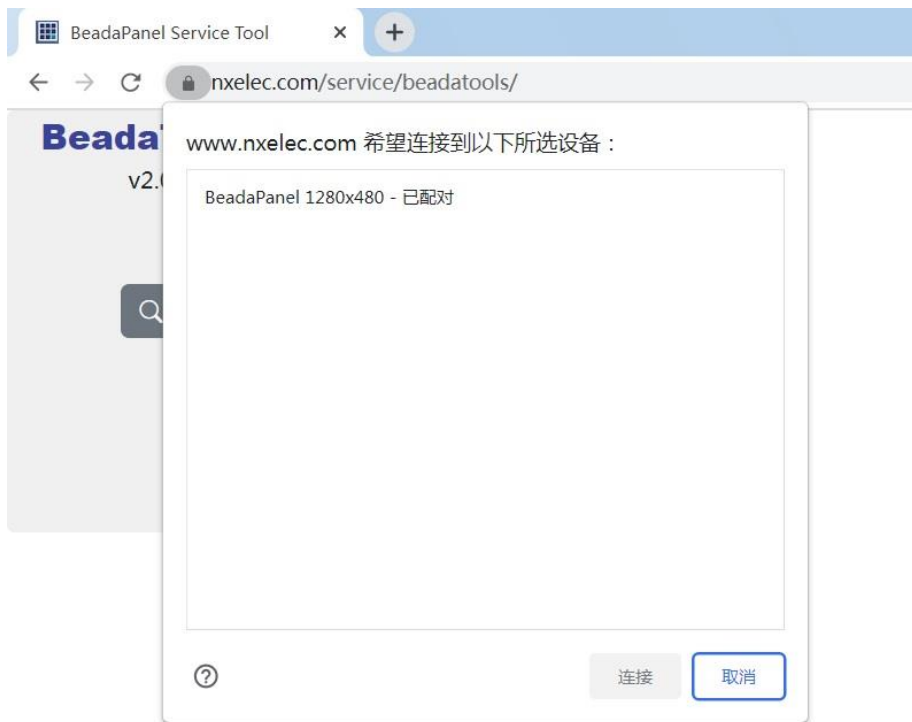 BeadaPanel Service Tool
nxelec.com/service/beadatools/
Beada
www.nxelec.com 希望连接到以下所选设备：
v2.0
BeadaPanel 1280x480 - 已配对
连接
取消